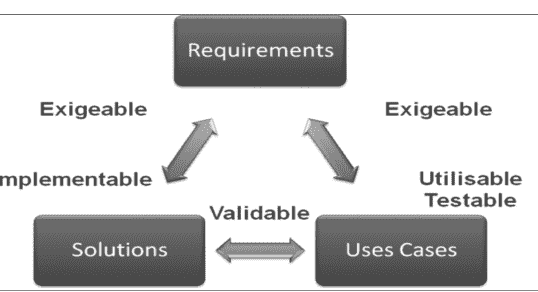 Requirements
Exigeable Exigeable
mplementable
Utilisable
Testable
Validable
Solutions
Uses Cases